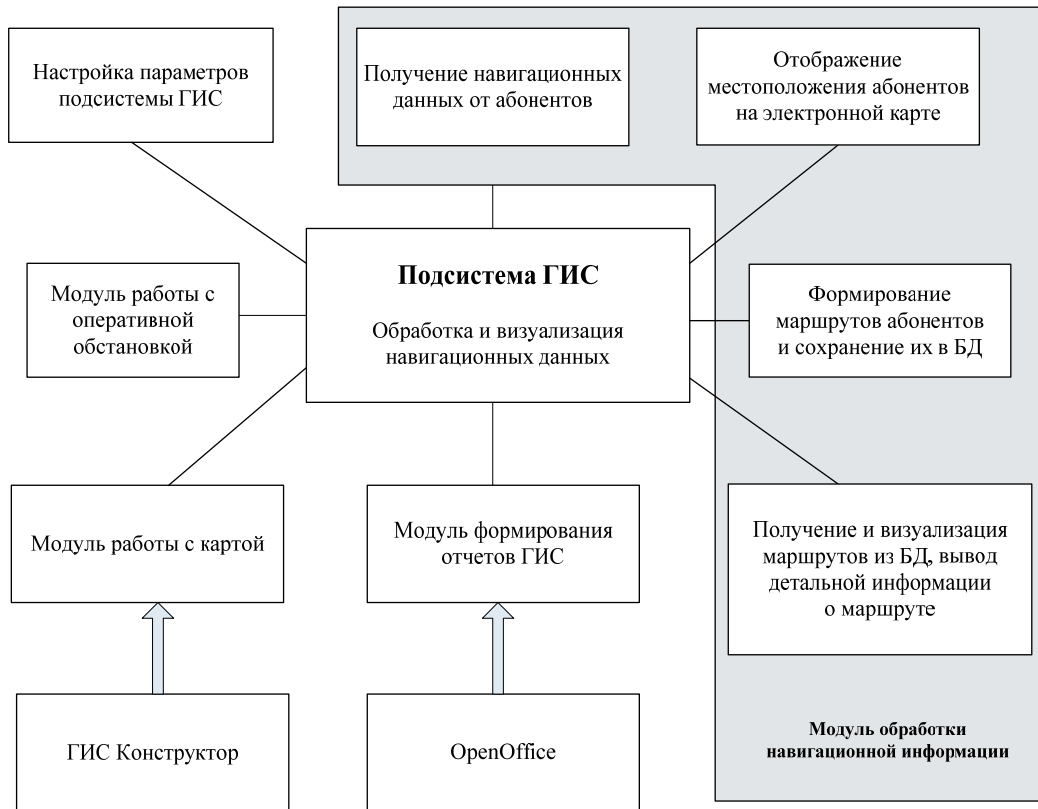 Настройка параметров
подсистемы ГИС
Получение навигационных
данных от абонентов
Отображение
местоположения абонентов
на электронной карте
Подсистема ГИС
Обработка и визуализация
навигационных данных
Модуль работы с
оперативной
обстановкой
Формирование
маршрутов абонентов
и сохранение их в БД
Модуль работы с картой
Модуль формирования
отчетов ГИС
Получение и визуализация
маршрутов из БД, вывод
детальной информации
о маршруте
ГИС Конструктор
OpenOffice
Модуль обработки
навигационной информации